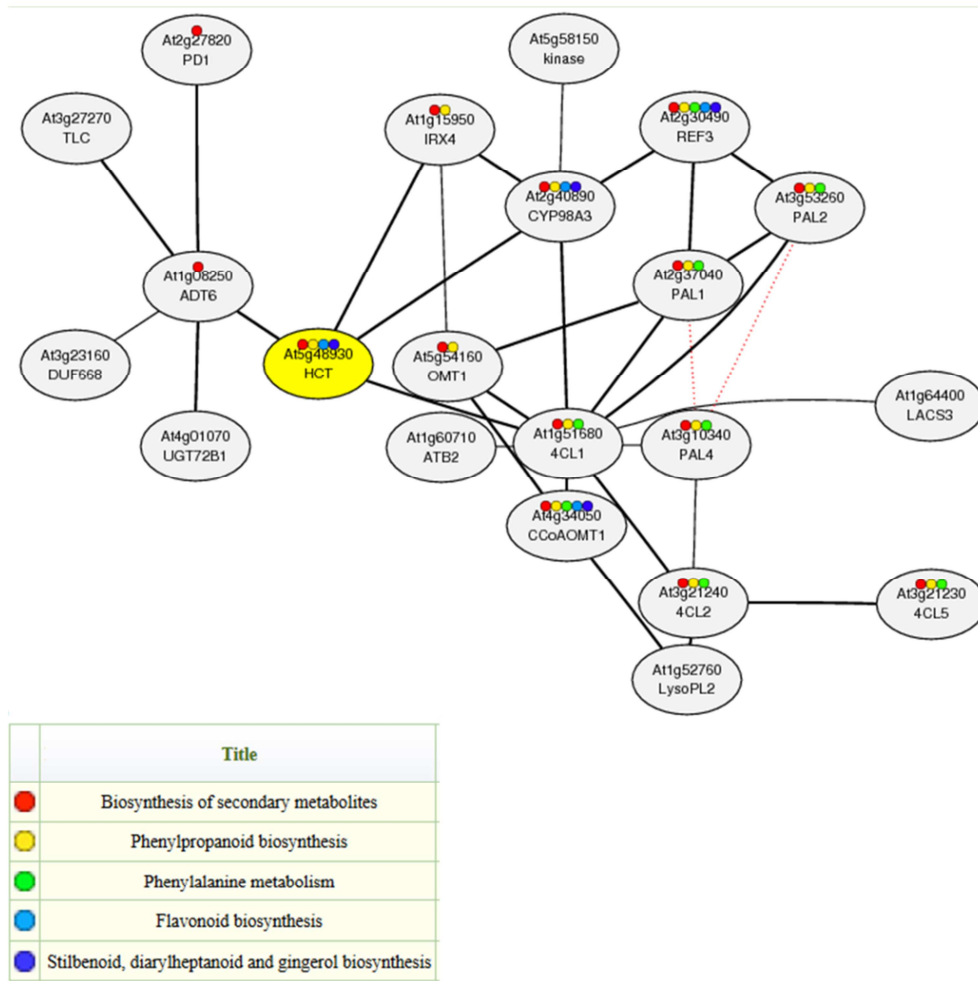 At2g27820
PD1
At5g58150
kinase
At3g27270
TLC
At1g15950
IRX4
At2g30490
REF3
At2g40890
CYP98A3
At3g53260
PAL2
At1g08250
ADT6
At2g37040
PAL1
At3g23160
DUF668
At5g48930
HCT
At5g54160
OMT1
At1g64400
LACS3
At4g01070
UGT72B1
At1g60710
ATB2
At1g51680
4CL1
At3g10340
PAL4
At4g34050
CCoAOMT1
At3g21240
4CL2
At3g21230
4CL5
At1g52760
LysoPL2
Title
Biosynthesis of secondary metabolites
Phenylpropanoid biosynthesis
Phenylalanine metabolism
Flavonoid biosynthesis
Stilbenoid, diarylheptanoid and gingerol biosynthesis